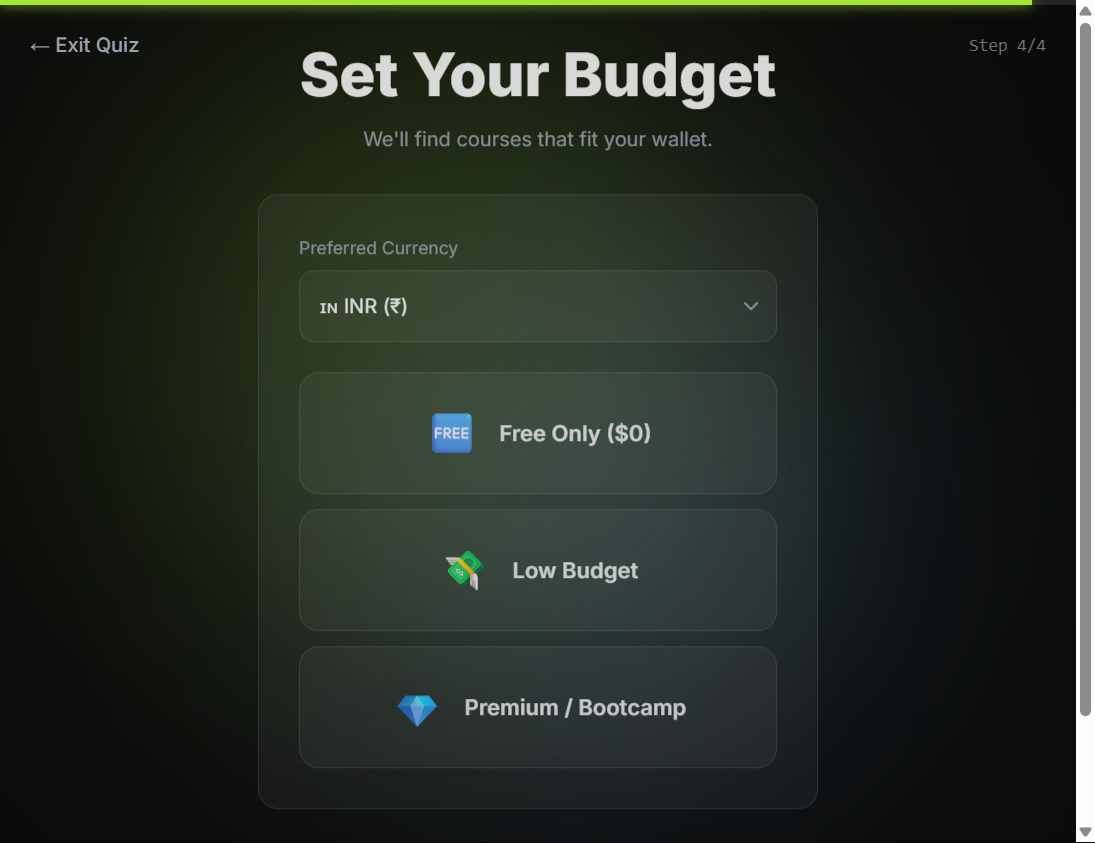 ← Exit Quiz
Step 4/4
Set Your Budget
We'll find courses that fit your wallet.
Preferred Currency
IN INR (₹)
FREE Free Only ($0)
Low Budget
Premium / Bootcamp